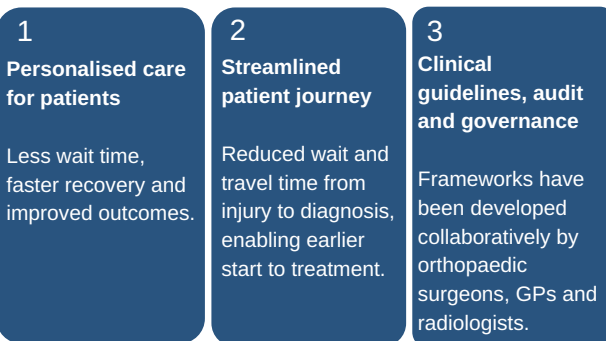 1
Personalised care
for patients
Less wait time,
faster recovery and
improved outcomes.
2
Streamlined
patient journey
Reduced wait and
travel time from
injury to diagnosis,
enabling earlier
start to treatment.
3
Clinical
guidelines, audit
and governance
Frameworks have
been developed
collaboratively by
orthopaedic
surgeons, GPs and
radiologists.